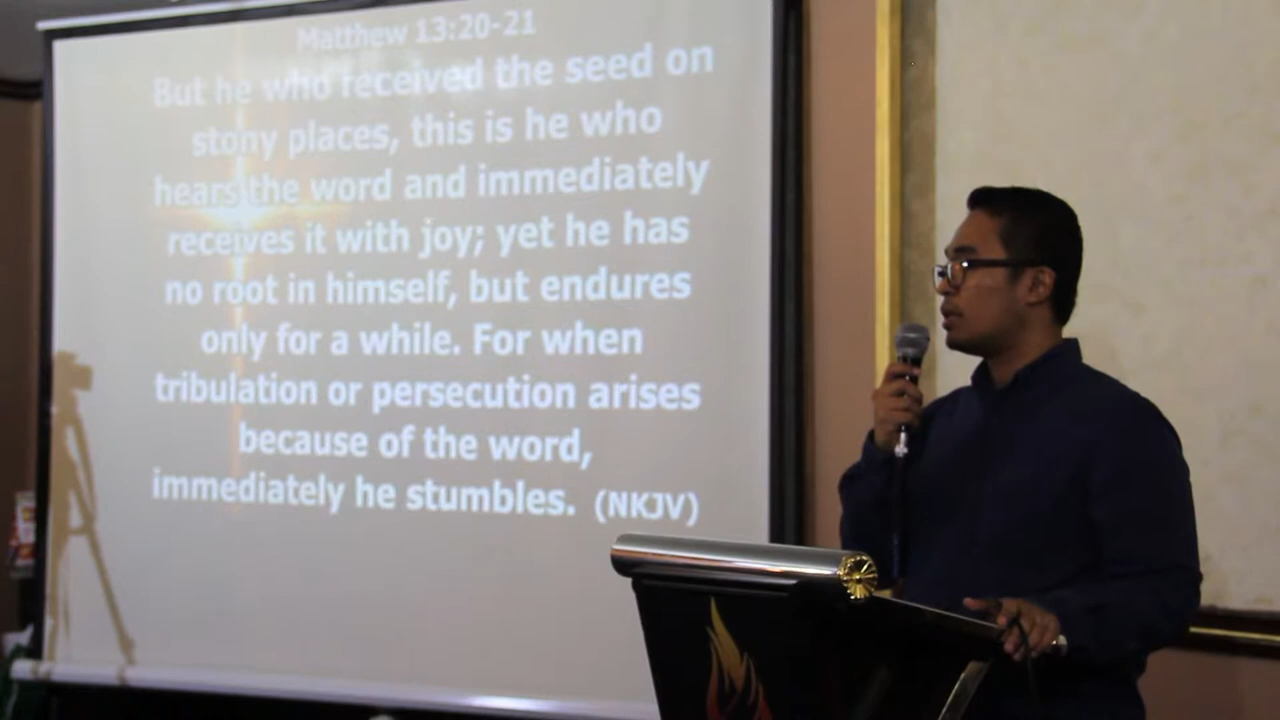 Matthew 13:20-21
But he who received the seed on
stony places, this is he who
hears the word and immediately
receives it with joy; yet he has
no root in himself, but endures
only for a while. For when
tribulation or persecution arises
because of the word,
immediately he stumbles. (NKJV)